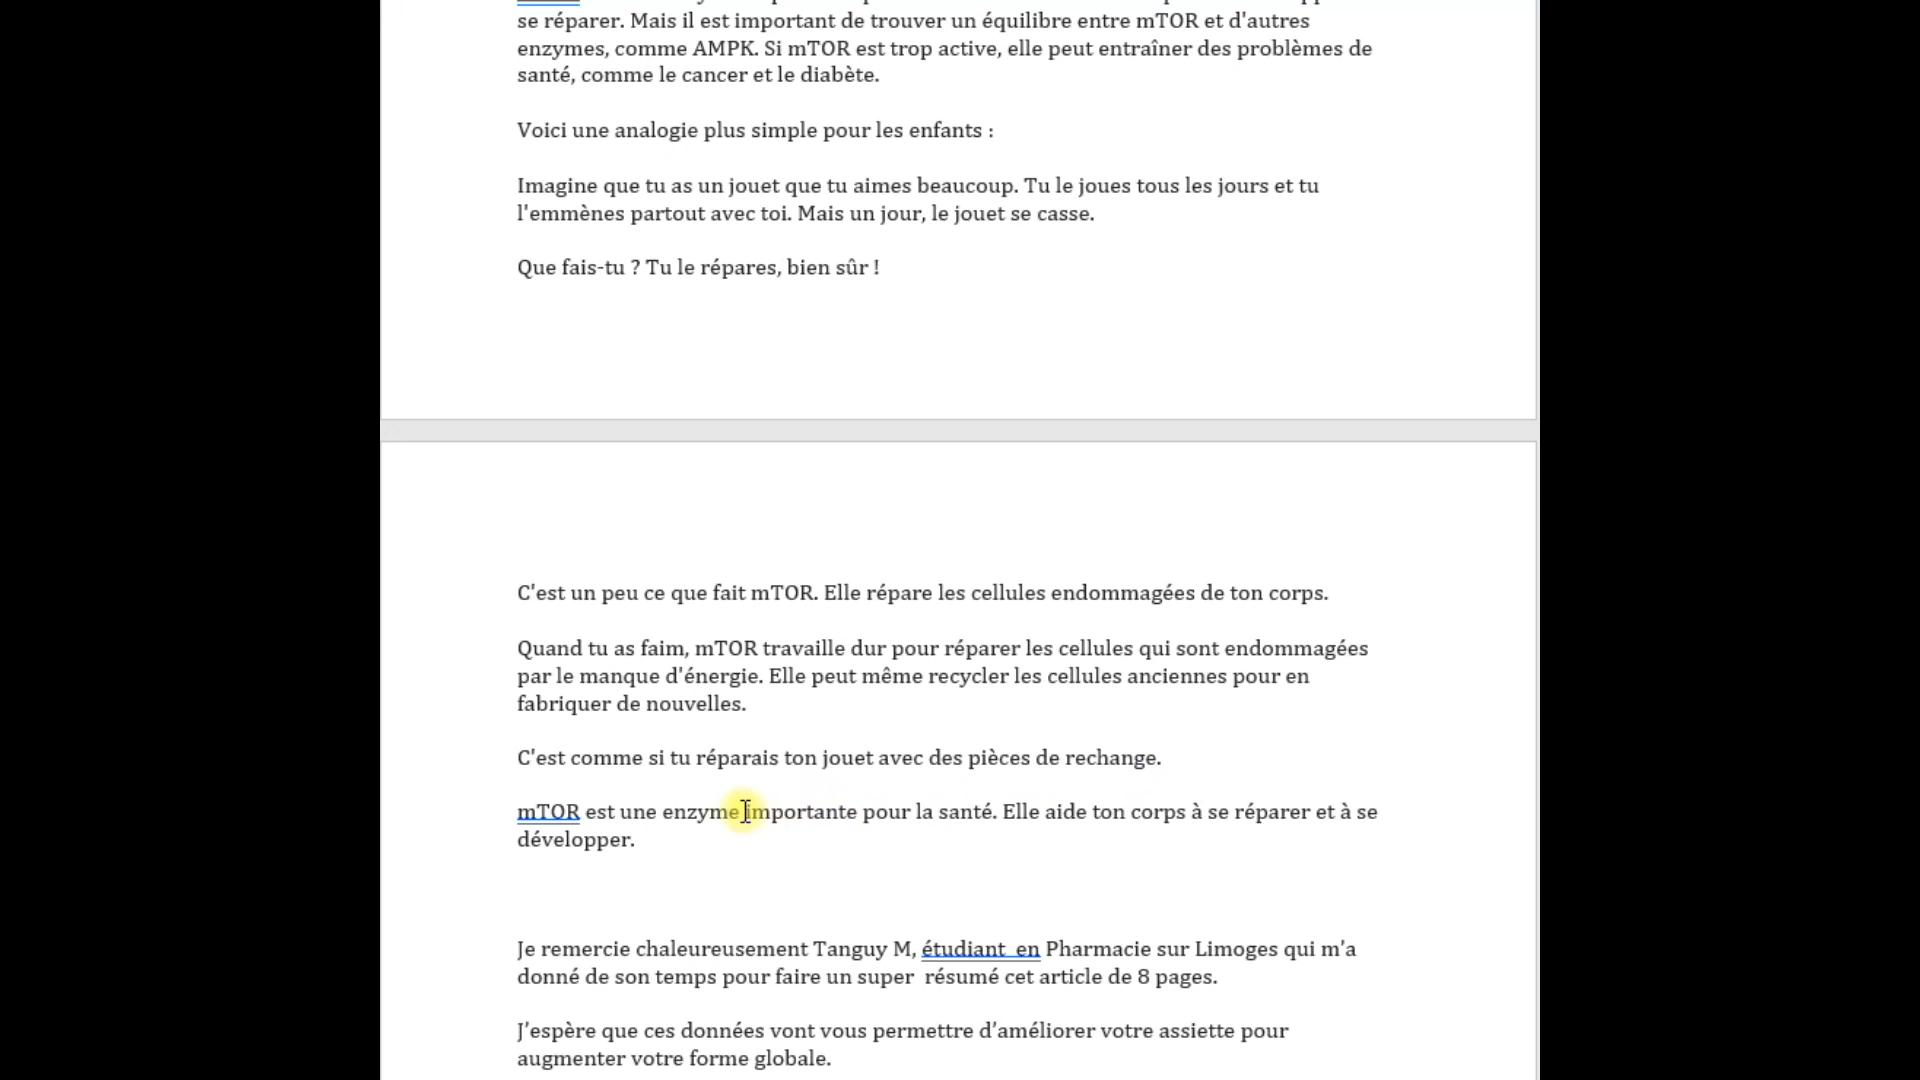 se réparer. Mais il est important de trouver un équilibre entre mTOR et d'autres
enzymes, comme AMPK. Si mTOR est trop active, elle peut entraîner des problèmes de
santé, comme le cancer et le diabète.
Voici une analogie plus simple pour les enfants :
Imagine que tu as un jouet que tu aimes beaucoup. Tu le joues tous les jours et tu
l'emmènes partout avec toi. Mais un jour, le jouet se casse.
Que fais-tu ? Tu le répares, bien sûr !
C'est un peu ce que fait mTOR. Elle répare les cellules endommagées de ton corps.
Quand tu as faim, mTOR travaille dur pour réparer les cellules qui sont endommagées
par le manque d'énergie. Elle peut même recycler les cellules anciennes pour en
fabriquer de nouvelles.
C'est comme si tu réparais ton jouet avec des pièces de rechange.
mTOR est une enzyme importante pour la santé. Elle aide ton corps à se réparer et à se
développer.
Je remercie chaleureusement Tanguy M, étudiant  en Pharmacie sur Limoges qui m’a
donné de son temps pour faire un super  résumé cet article de 8 pages.
J’espère que ces données vont vous permettre d’améliorer votre assiette pour
augmenter votre forme globale.